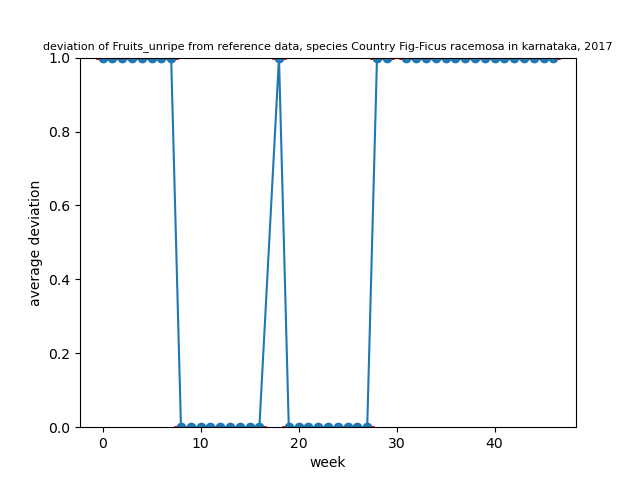 deviation of Fruits_unripe from reference data, species Country Fig-Ficus racemosa in karnataka, 2017
1.0
0.8
0.6
0.4
0.2
0.0
average deviation
0 10 20 30 40
week